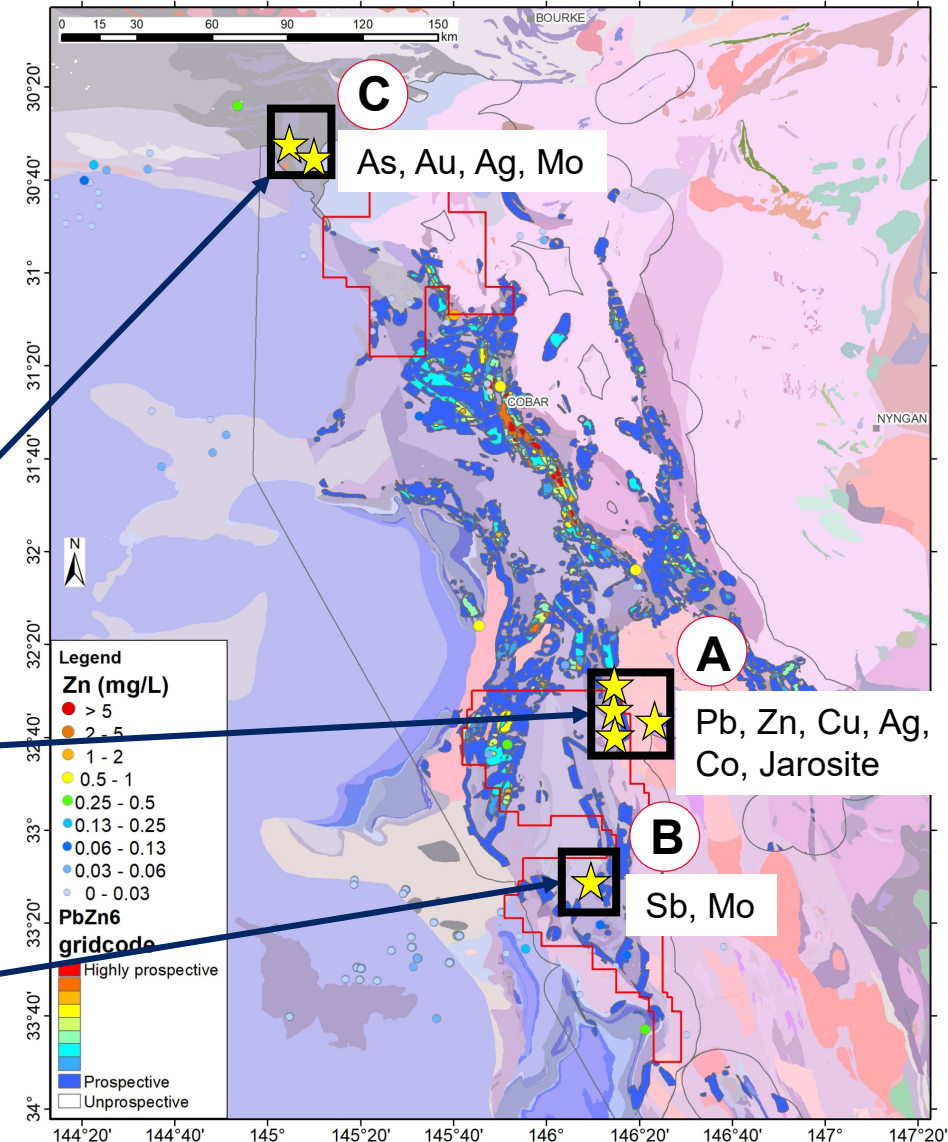 0 15 30 60 90 120 150
km
BOURKE
C
As, Au, Ag, Mo
COBAR
NYNGAN
N
A
Pb, Zn, Cu, Ag,
Co, Jarosite
B
Sb, Mo
Legend
Zn (mg/L)
> 5
2 - 5
1 - 2
0.5 - 1
0.25 - 0.5
0.13 - 0.25
0.06 - 0.13
0.03 - 0.06
0 - 0.03
PbZn6
gridcode
Highly prospective
Prospective
Unprospective
30°20'
30°40'
31°
31°20'
31°40'
32°
32°20'
32°40'
33°
33°20'
33°40'
34°
144°20' 144°40' 145° 145°20' 145°40' 146° 146°20' 146°40' 147° 147°20'